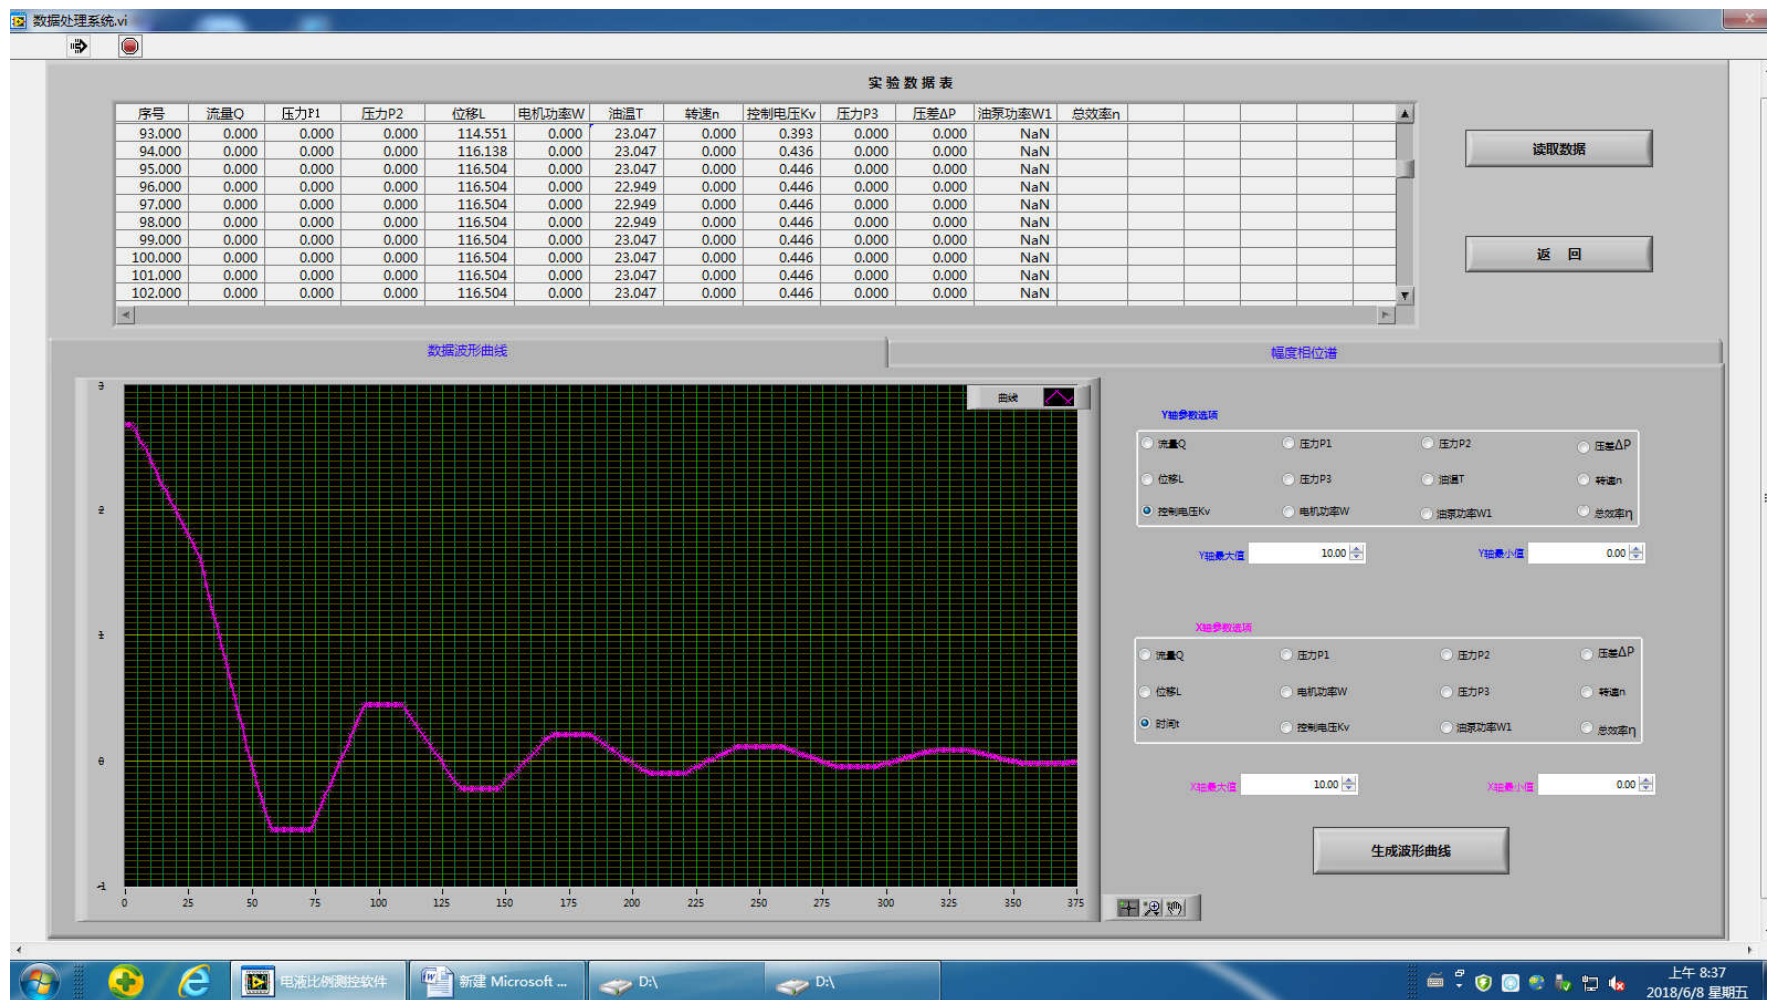 数据处理系统.vi
实 验 数 据 表
序号 流量Q 压力P1 压力P2 位移L 电机功率W 油温T 转速n 控制电压Kv 压力P3 压差ΔP 油泵功率W1 总效率n
93.000 0.000 0.000 0.000 114.551 0.000 23.047 0.000 0.393 0.000 0.000 NaN
94.000 0.000 0.000 0.000 116.138 0.000 23.047 0.000 0.436 0.000 0.000 NaN
95.000 0.000 0.000 0.000 116.504 0.000 23.047 0.000 0.446 0.000 0.000 NaN
96.000 0.000 0.000 0.000 116.504 0.000 22.949 0.000 0.446 0.000 0.000 NaN
97.000 0.000 0.000 0.000 116.504 0.000 22.949 0.000 0.446 0.000 0.000 NaN
98.000 0.000 0.000 0.000 116.504 0.000 22.949 0.000 0.446 0.000 0.000 NaN
99.000 0.000 0.000 0.000 116.504 0.000 23.047 0.000 0.446 0.000 0.000 NaN
100.000 0.000 0.000 0.000 116.504 0.000 23.047 0.000 0.446 0.000 0.000 NaN
101.000 0.000 0.000 0.000 116.504 0.000 23.047 0.000 0.446 0.000 0.000 NaN
102.000 0.000 0.000 0.000 116.504 0.000 23.047 0.000 0.446 0.000 0.000 NaN
读取数据
返 回
数据波形曲线 幅度相位谱
曲线
3
2
1
0
-1
0 25 50 75 100 125 150 175 200 225 250 275 300 325 350 375
Y轴参数选项
流量Q 压力P1 压力P2 压差ΔP
位移L 压力P3 油温T 转速n
控制电压Kv 电机功率W 油泵功率W1 总效率η
Y轴最大值 10.00 Y轴最小值 0.00
X轴参数选项
流量Q 压力P1 压力P2 压差ΔP
位移L 电机功率W 压力P3 转速n
时间t 控制电压Kv 油泵功率W1 总效率η
X轴最大值 10.00 X轴最小值 0.00
生成波形曲线
电液比例测控软件 新建 Microsoft ... D:\ D:\
上午 8:37
2018/6/8 星期五